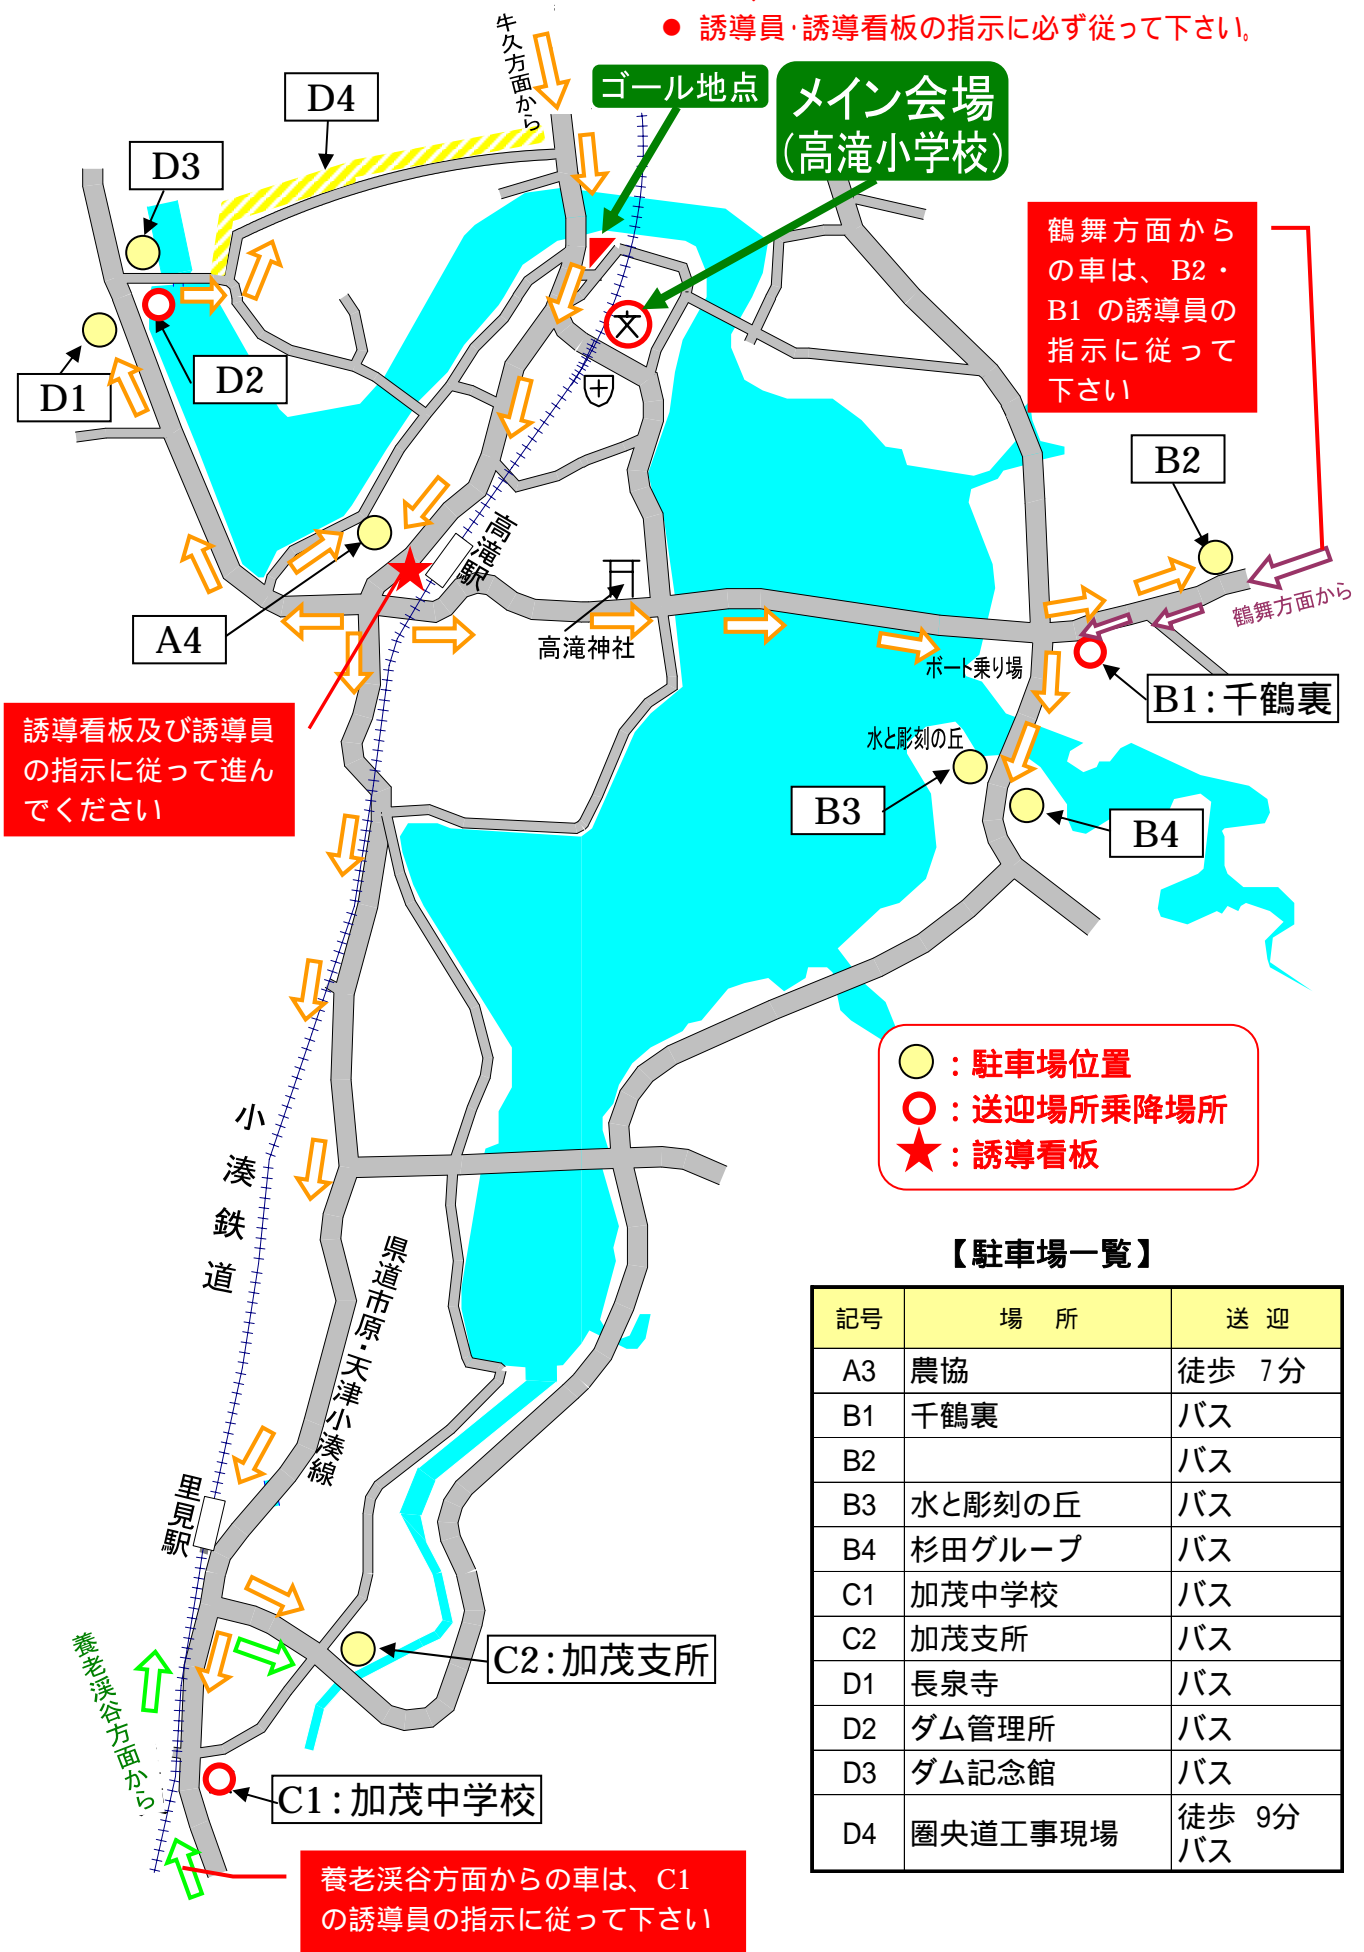 ● 誘導員・誘導看板の指示に必ず従って下さい。
牛久方面から
ゴール地点
メイン会場
(高滝小学校)
D4
D3
D2
D1
鶴舞方面から
の車は、B2・
B1 の誘導員の
指示に従って
下さい
文
B2
高滝駅
A4
高滝神社
鶴舞方面から
ボート乗り場
B1:千鶴裏
誘導看板及び誘導員
の指示に従って進ん
でください
水と彫刻の丘
B3
B4
:駐車場位置
:送迎場所乗降場所
:誘導看板
小湊鉄道
県道市原・天津小湊線
里見駅
養老渓谷方面から
C2:加茂支所
C1:加茂中学校
養老渓谷方面からの車は、C1
の誘導員の指示に従って下さい
【駐車場一覧】
記号 場 所 送 迎
A3 農協 徒歩 7分
B1 千鶴裏 バス
B2 バス
B3 水と彫刻の丘 バス
B4 杉田グループ バス
C1 加茂中学校 バス
C2 加茂支所 バス
D1 長泉寺 バス
D2 ダム管理所 バス
D3 ダム記念館 バス
D4 圏央道工事現場 徒歩 9分
バス